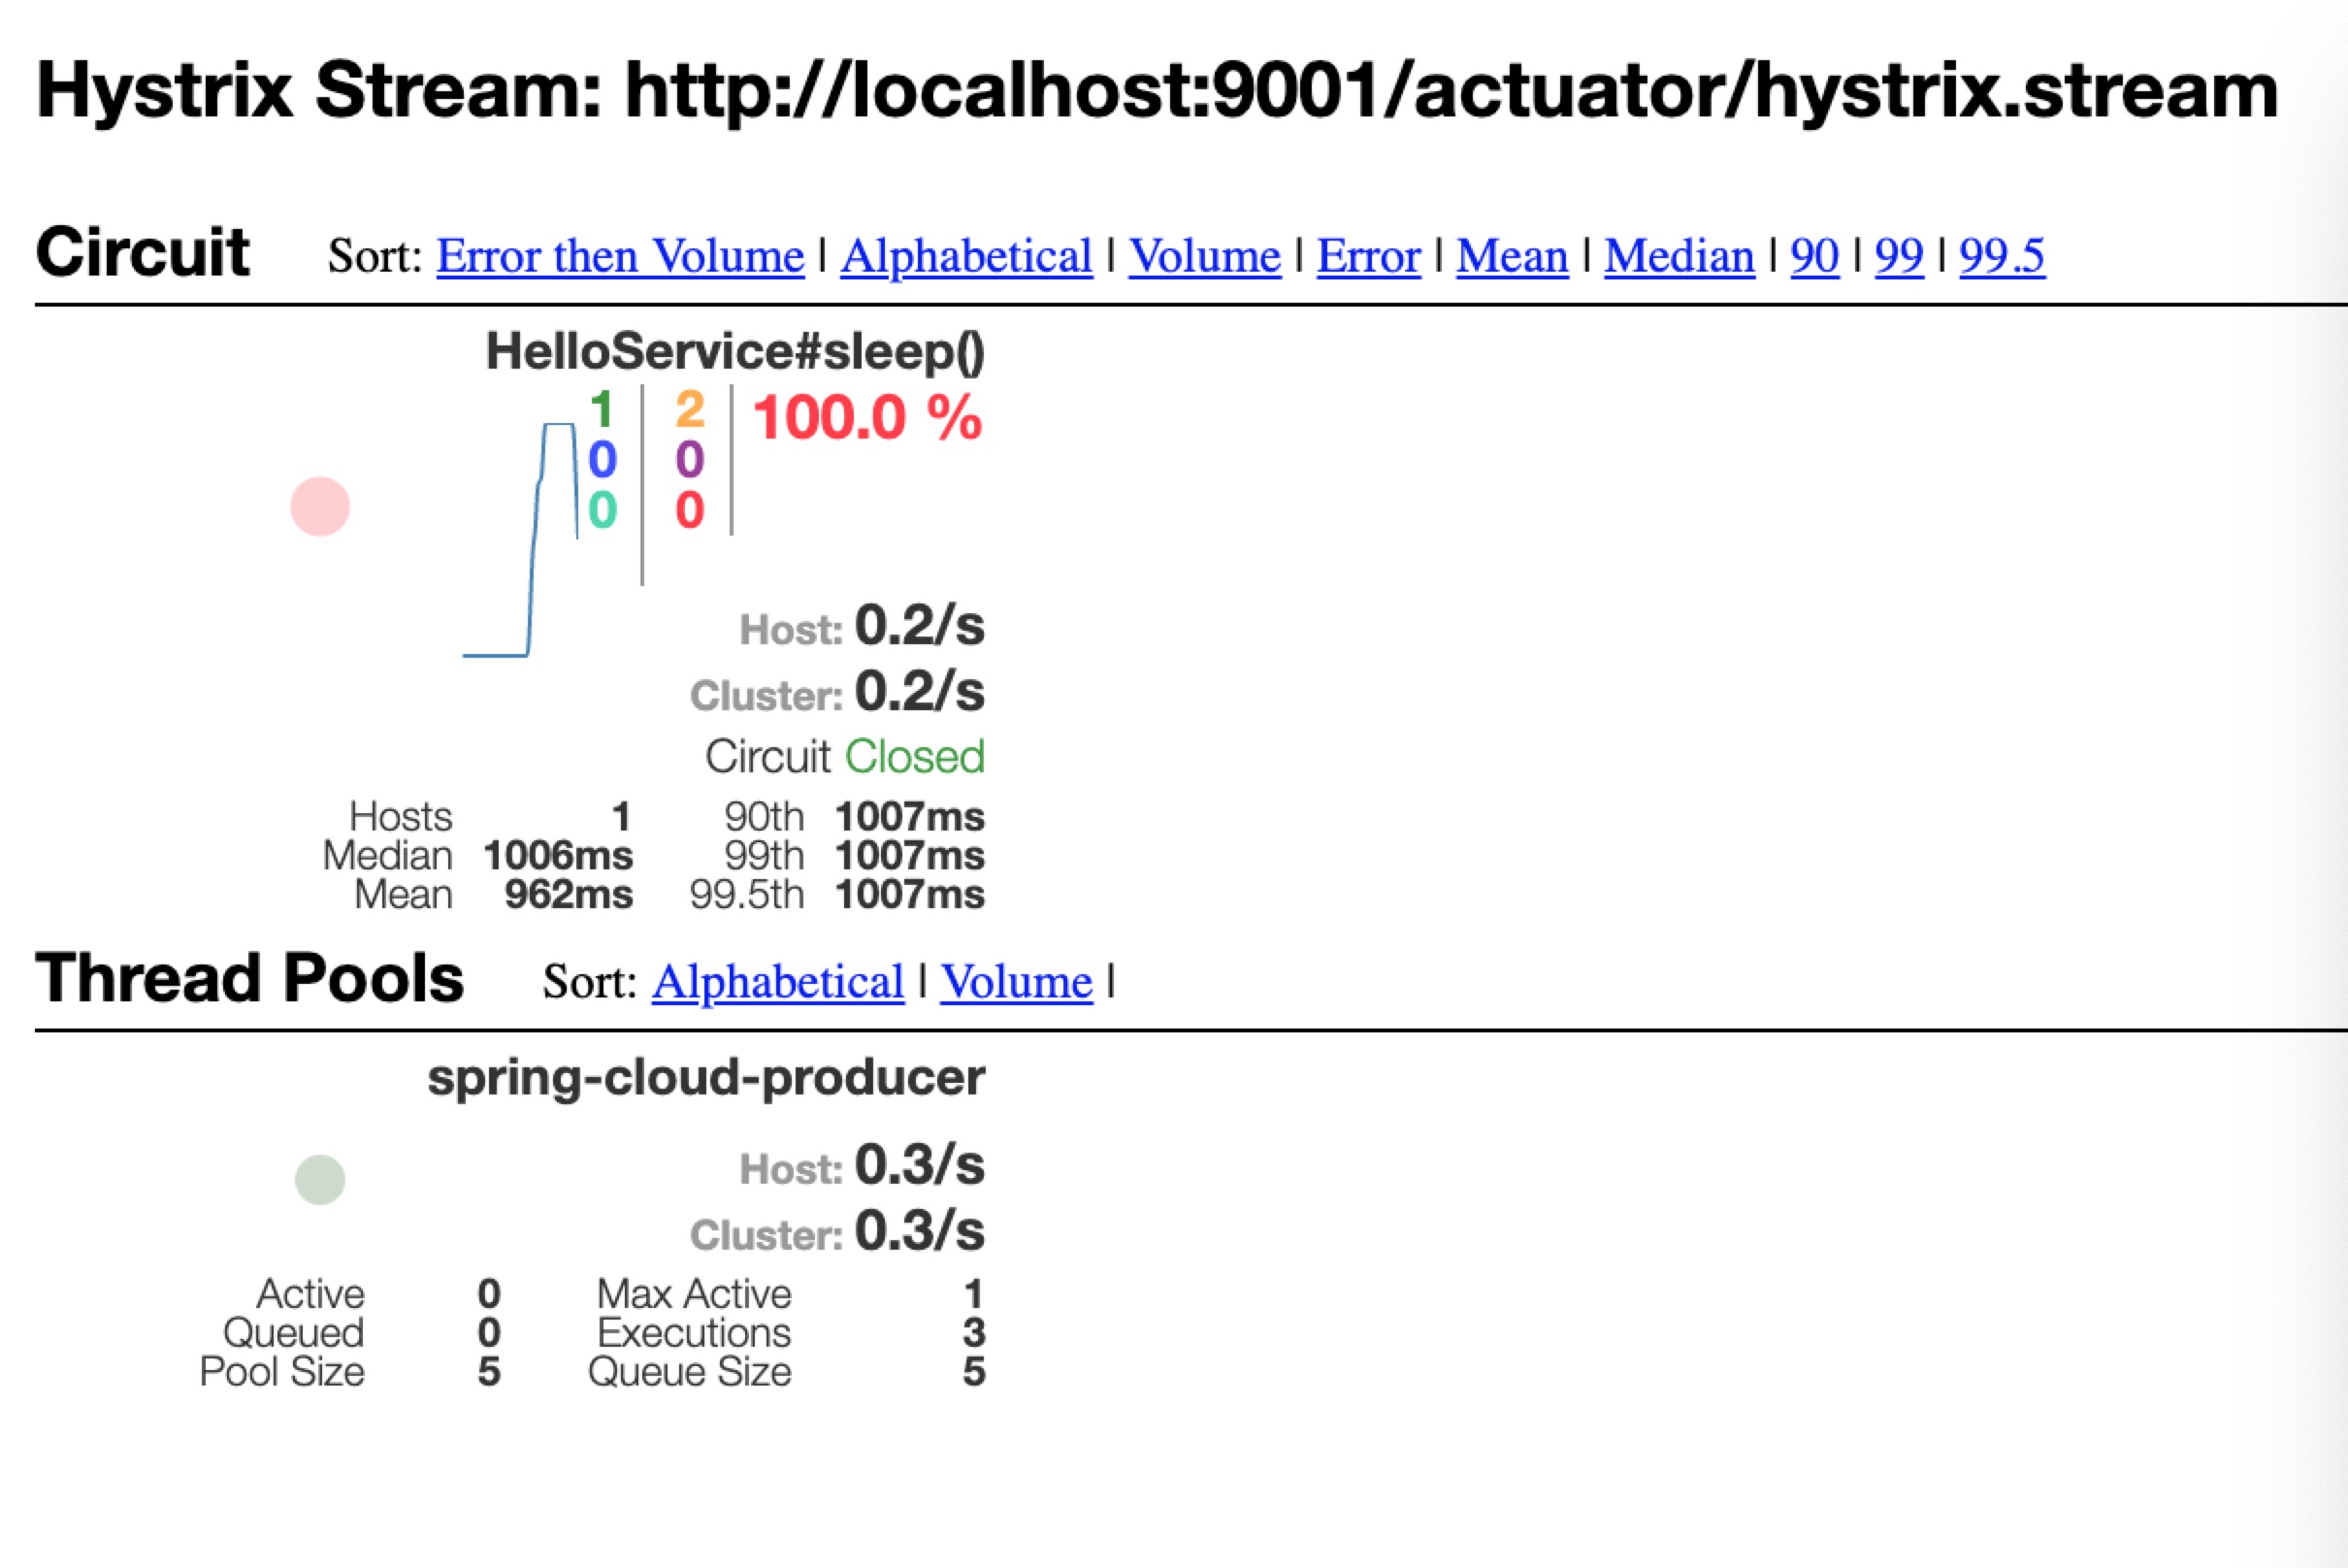 Hystrix Stream: http://localhost:9001/actuator/hystrix.stream
Circuit Sort: Error then Volume | Alphabetical | Volume | Error | Mean | Median | 90 | 99 | 99.5
HelloService#sleep()
1 2 100.0 %
0 0
0 0
Host: 0.2/s
Cluster: 0.2/s
Circuit Closed
Hosts 1 90th 1007ms
Median 1006ms 99th 1007ms
Mean 962ms 99.5th 1007ms
Thread Pools Sort: Alphabetical | Volume |
spring-cloud-producer
Host: 0.3/s
Cluster: 0.3/s
Active 0 Max Active 1
Queued 0 Executions 3
Pool Size 5 Queue Size 5